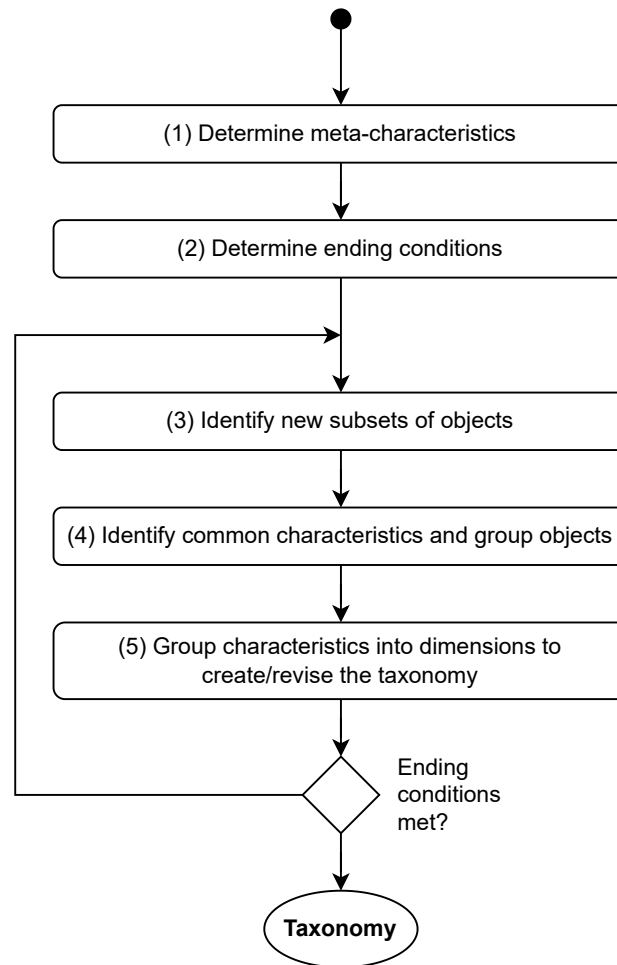 (1) Determine meta-characteristics
(2) Determine ending conditions
(3) Identify new subsets of objects
(4) Identify common characteristics and group objects
(5) Group characteristics into dimensions to
create/revise the taxonomy
Ending
conditions
met?
Taxonomy